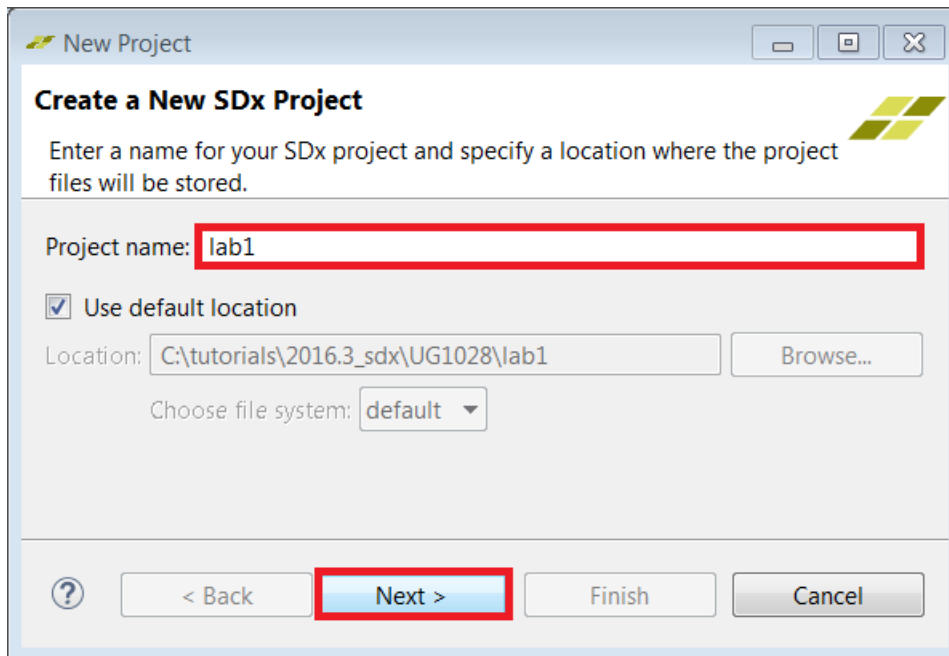 New Project
Create a New SDx Project
Enter a name for your SDx project and specify a location where the project
files will be stored.
Project name: lab1
Use default location
Location: C:\tutorials\2016.3_sdx\UG1028\lab1 Browse...
Choose file system: default
? < Back Next > Finish Cancel